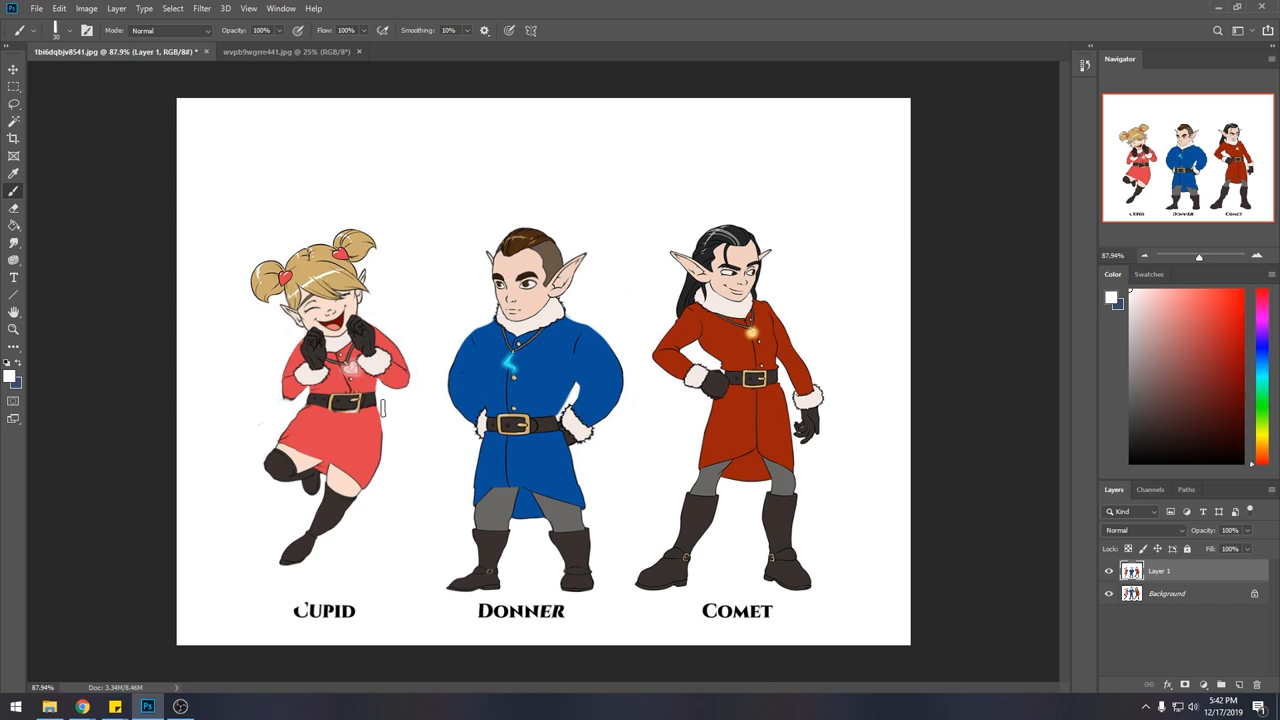 File Edit Image Layer Type Select Filter 3D View Window Help
30 Mode: Normal Opacity: 100% Flow: 100% Smoothing: 10%
1bi6dqbjv8541.jpg @ 87.9% (Layer 1, RGB/8#) * × wvpb9wgrre441.jpg @ 25% (RGB/8*) ×
Navigator
87.94%
Color Swatches
CUPID
DONNER
COMET
Layers Channels Paths
Kind
Normal Opacity: 100%
Lock: Fill: 100%
Layer 1
Background
87.94% Doc: 3.34M/8.46M
5:42 PM
12/17/2019